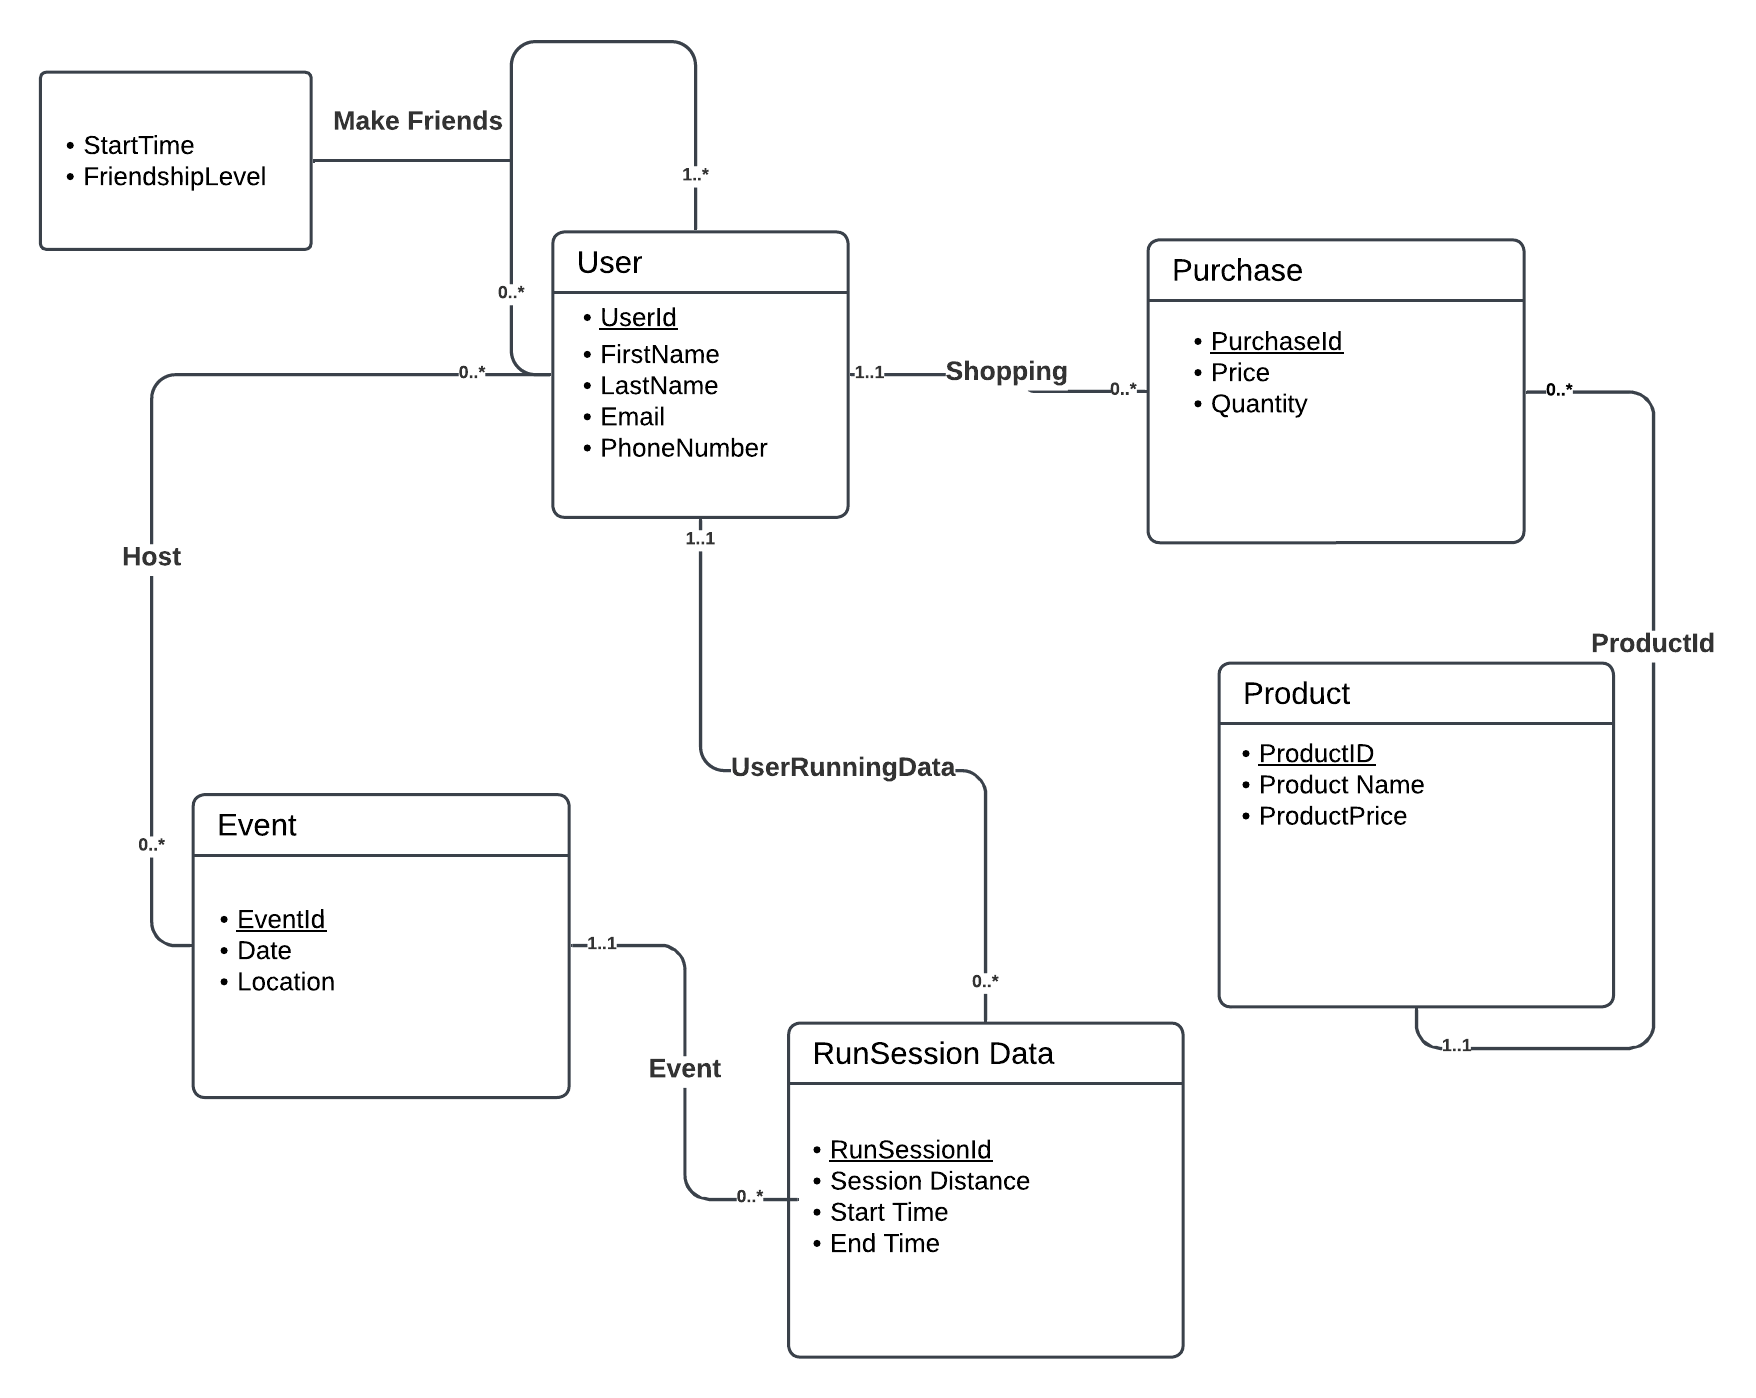 Make Friends
• StartTime
• FriendshipLevel
1..*
0..*
User
• UserId
• FirstName
• LastName
• Email
• PhoneNumber
Purchase
• PurchaseId
• Price
• Quantity
0..*
1..1
Shopping
0..*
0..*
1..1
Host
ProductId
Product
• ProductID
• Product Name
• ProductPrice
UserRunningData
Event
• EventId
• Date
• Location
0..*
1..1
0..*
1..1
Event
RunSession Data
• RunSessionId
• Session Distance
• Start Time
• End Time
0..*